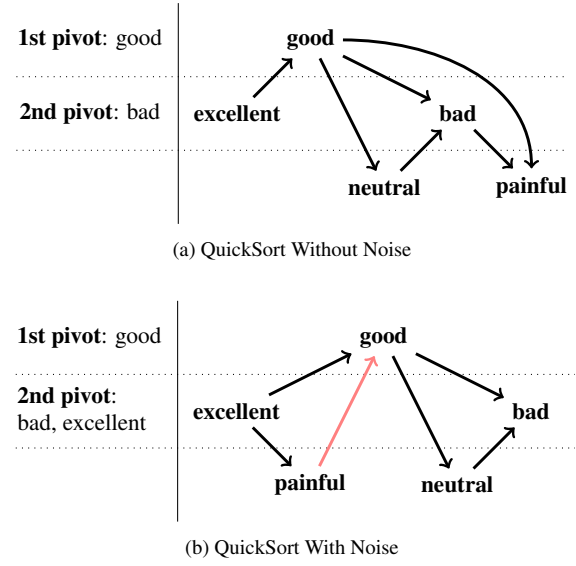 1st pivot: good
good
2nd pivot: bad
excellent
bad
neutral
painful
(a) QuickSort Without Noise
1st pivot: good
good
2nd pivot:
bad, excellent
excellent
bad
painful
neutral
(b) QuickSort With Noise